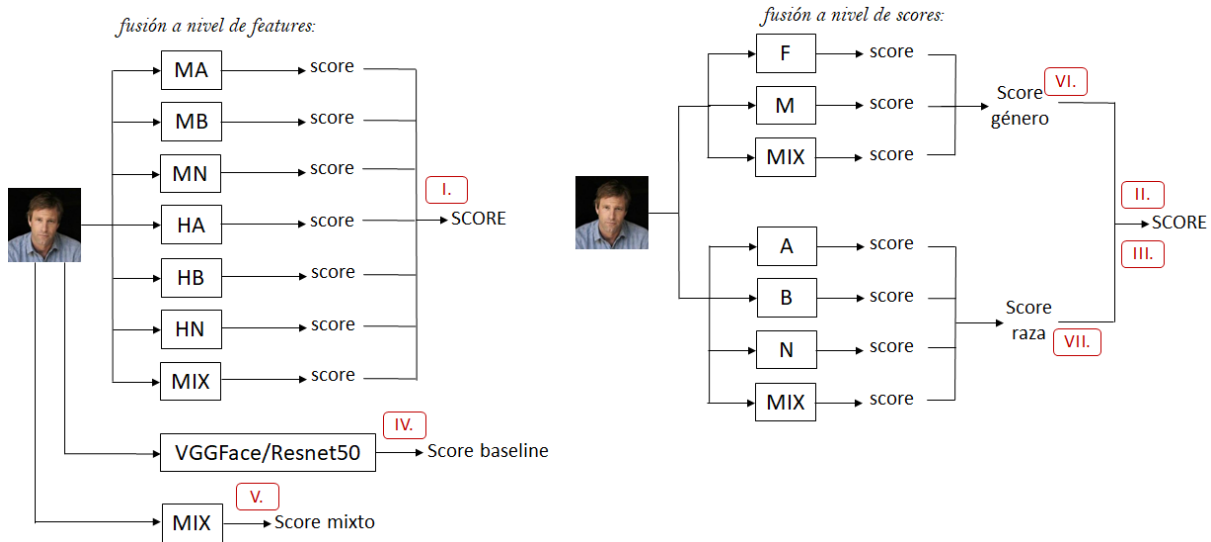 fusión a nivel de features:
MA score
MB score
MN score
HA score
HB score
HN score
MIX score
I.
SCORE
IV.
VGGFace/Resnet50 Score baseline
V.
MIX Score mixto
fusión a nivel de scores:
F score
M score
MIX score
VI.
Score
género
A score
B score
N score
MIX score
Score
raza
VII.
II.
SCORE
III.